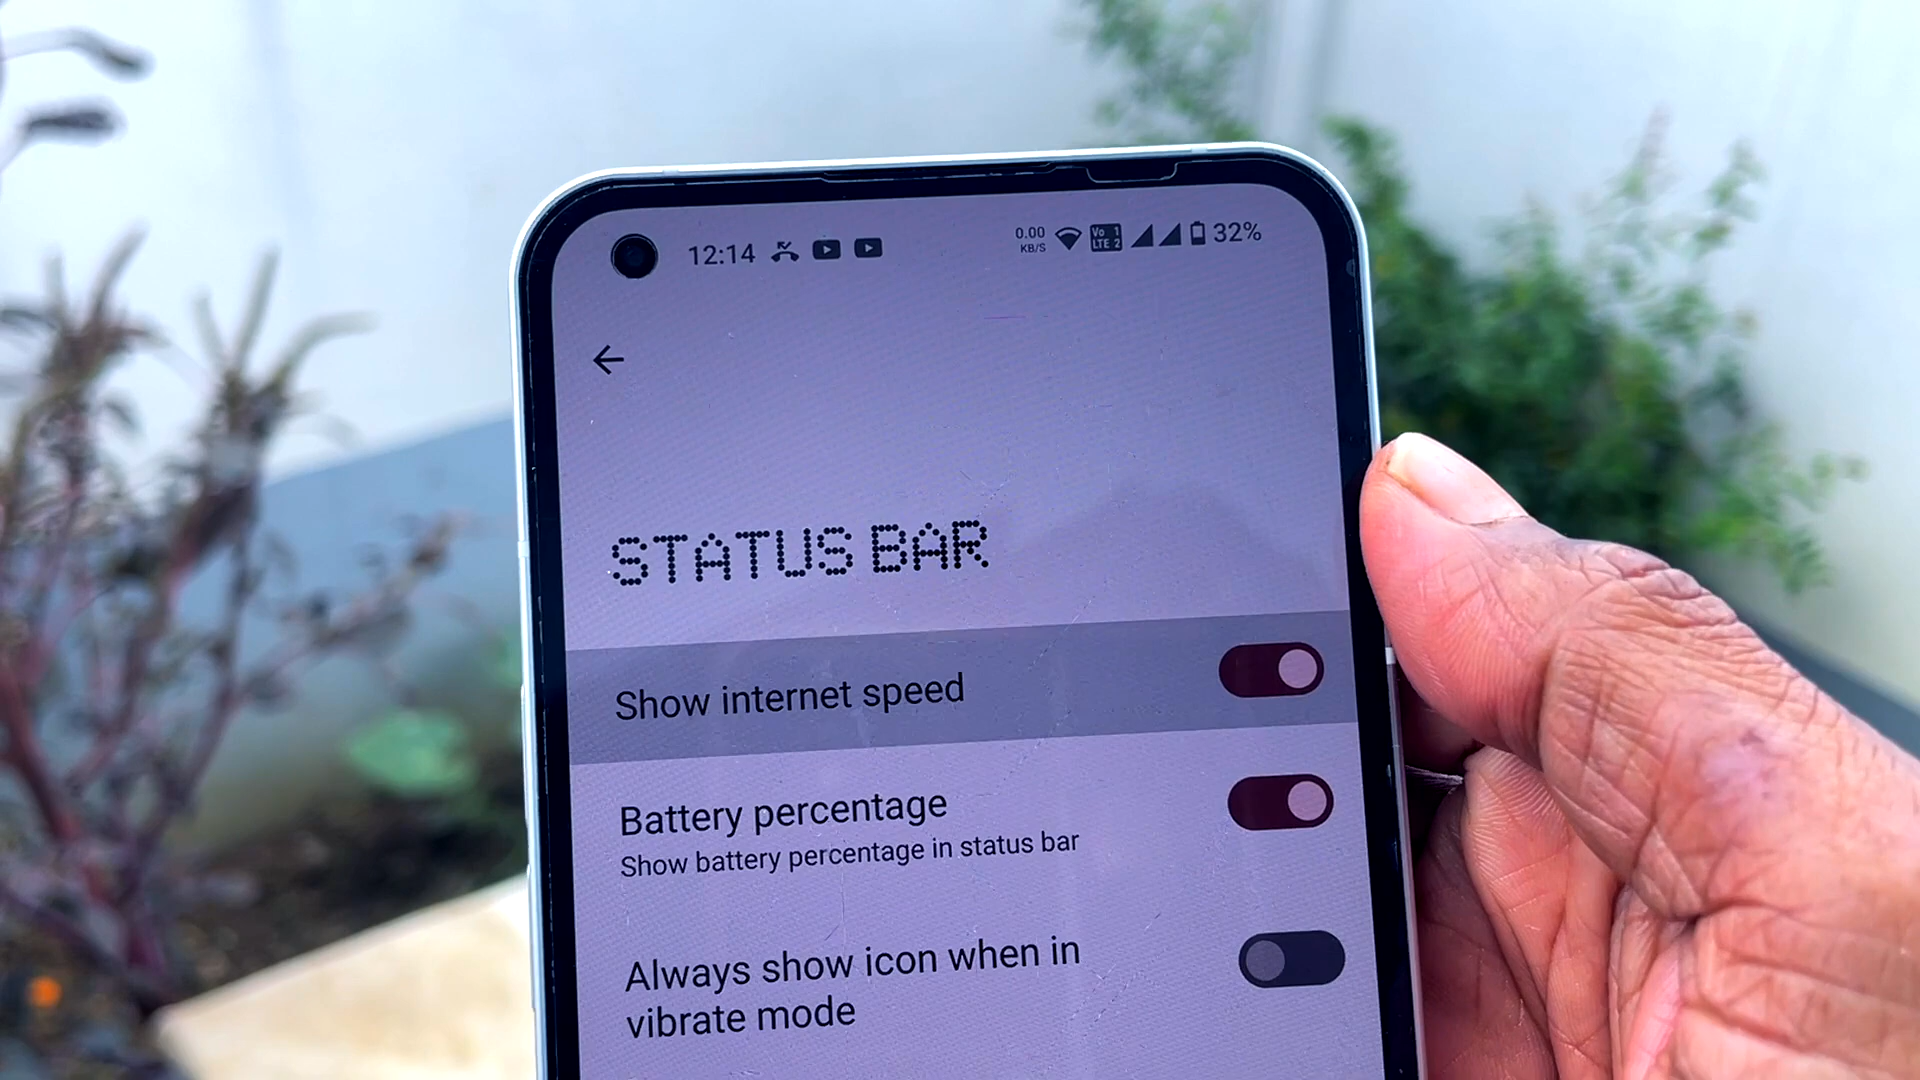 12:14 0.00 KB/S Vo 1 LTE 2 32%
STATUS BAR
Show internet speed
Battery percentage
Show battery percentage in status bar
Always show icon when in
vibrate mode